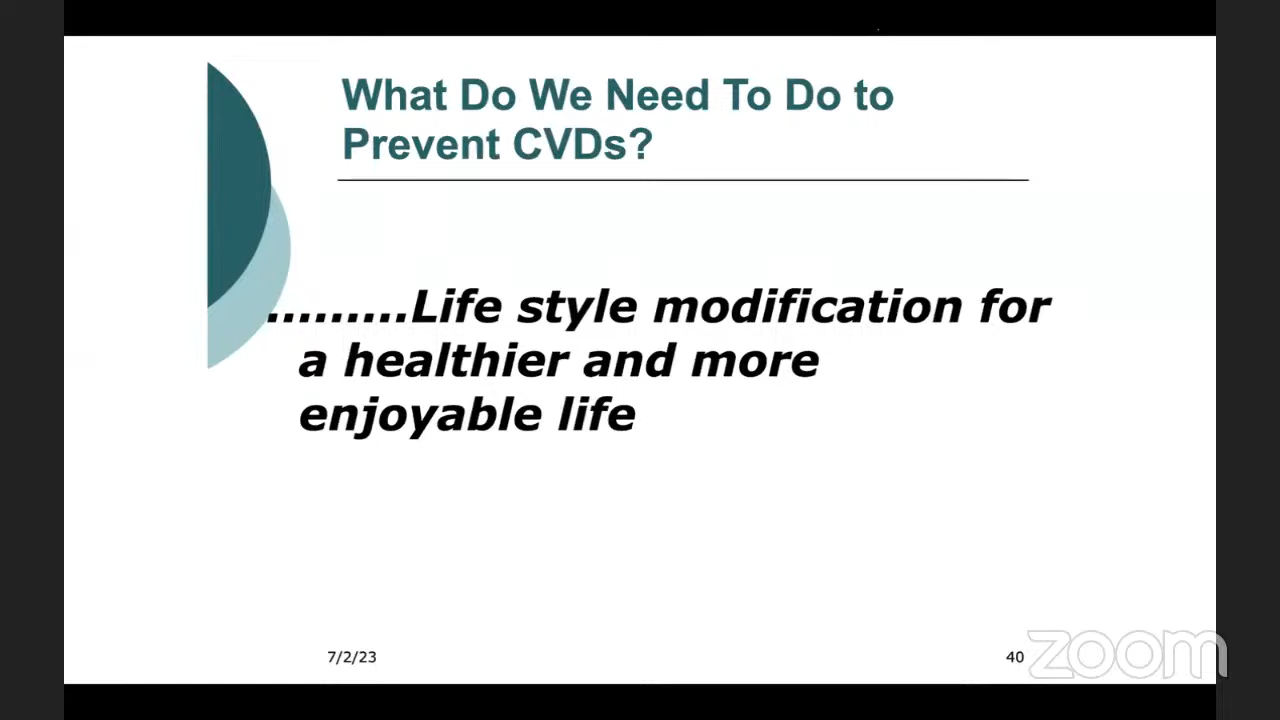 What Do We Need To Do to
Prevent CVDs?
.........Life style modification for
a healthier and more
enjoyable life
7/2/23
40
zoom